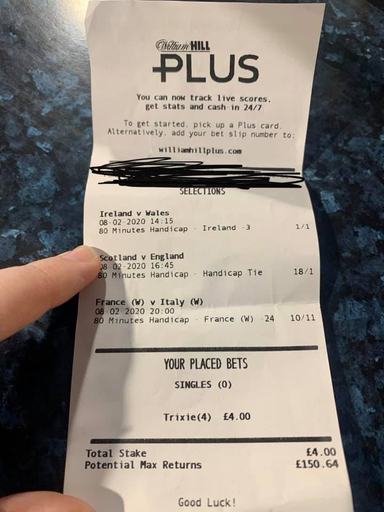 William HILL
PLUS
You can now track live scores,
get stats and cash in 24/7
To get started, pick up a Plus card.
Alternatively, add your bet slip number to:
williamhillplus.com
SELECTIONS
Ireland v Wales
08-02-2020 14:15
80 Minutes Handicap - Ireland -3 1/1
Scotland v England
08-02-2020 16:45
80 Minutes Handicap - Handicap Tie 18/1
France (W) v Italy (W)
08-02-2020 20:00
80 Minutes Handicap - France (W) -24 10/11
YOUR PLACED BETS
SINGLES (0)
Trixie(4) £4.00
Total Stake £4.00
Potential Max Returns £150.64
Good Luck!